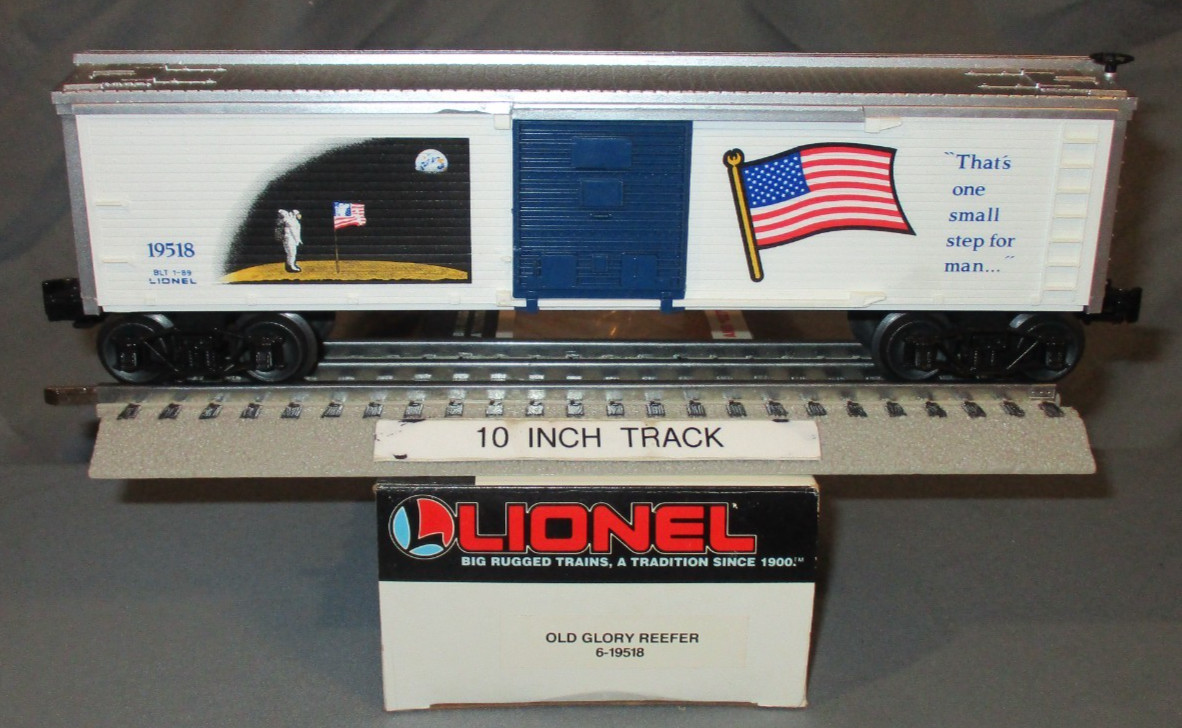 19518
BLT 1-89
LIONEL
“That's
one
small
step for
man...”
10 INCH TRACK
LIONEL
BIG RUGGED TRAINS, A TRADITION SINCE 1900.™
OLD GLORY REEFER
6-19518